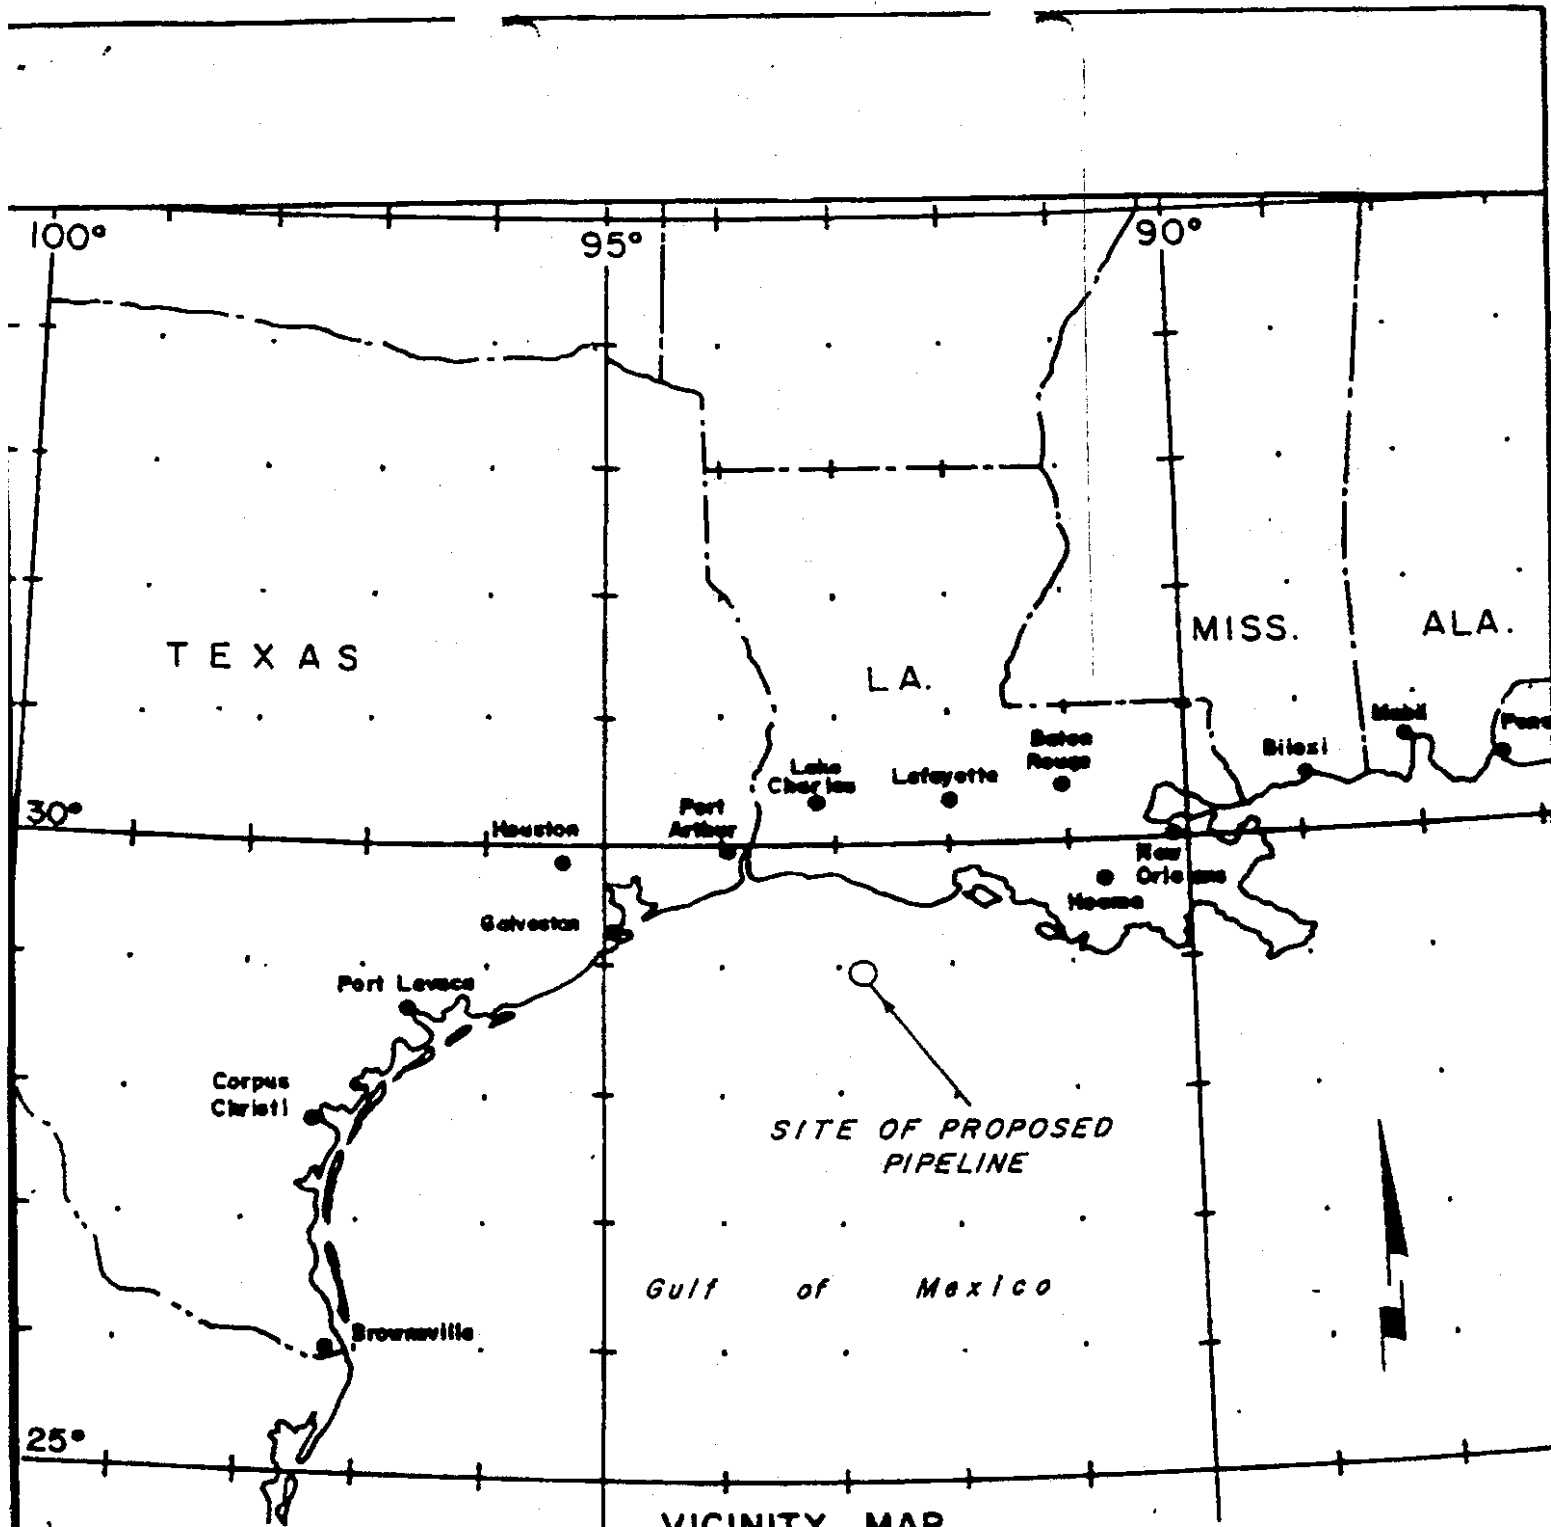 100°
95°
90°
TEXAS
LA.
MISS.
ALA.
Biloxi
Baton
Rouge
Lake
Charles
Lafayette
30°
Port
Arthur
Houston
New
Orleans
Houma
Galveston
Port Lavaca
Corpus
Christi
SITE OF PROPOSED
PIPELINE
Gulf of Mexico
Brownsville
25°
VICINITY MAP